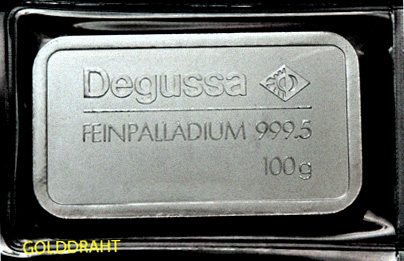 Degussa
FEINPALLADIUM 999.5
100g
GOLDDRAHT